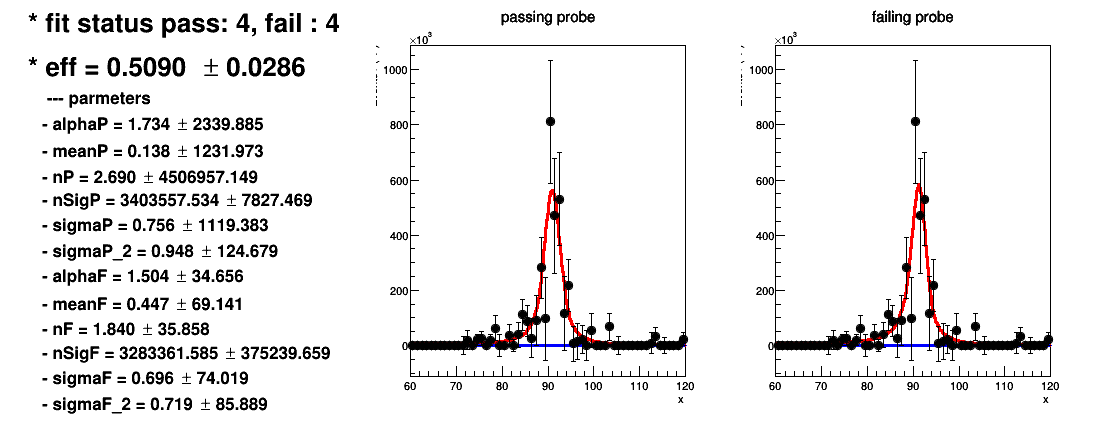 * fit status pass: 4, fail : 4
* eff = 0.5090 ± 0.0286
--- parmeters
- alphaP = 1.734 ± 2339.885
- meanP = 0.138 ± 1231.973
- nP = 2.690 ± 4506957.149
- nSigP = 3403557.534 ± 7827.469
- sigmaP = 0.756 ± 1119.383
- sigmaP_2 = 0.948 ± 124.679
- alphaF = 1.504 ± 34.656
- meanF = 0.447 ± 69.141
- nF = 1.840 ± 35.858
- nSigF = 3283361.585 ± 375239.659
- sigmaF = 0.696 ± 74.019
- sigmaF_2 = 0.719 ± 85.889
passing probe
×10³
1000
800
600
400
200
0
60 70 80 90 100 110 120
x
failing probe
×10³
1000
800
600
400
200
0
60 70 80 90 100 110 120
x